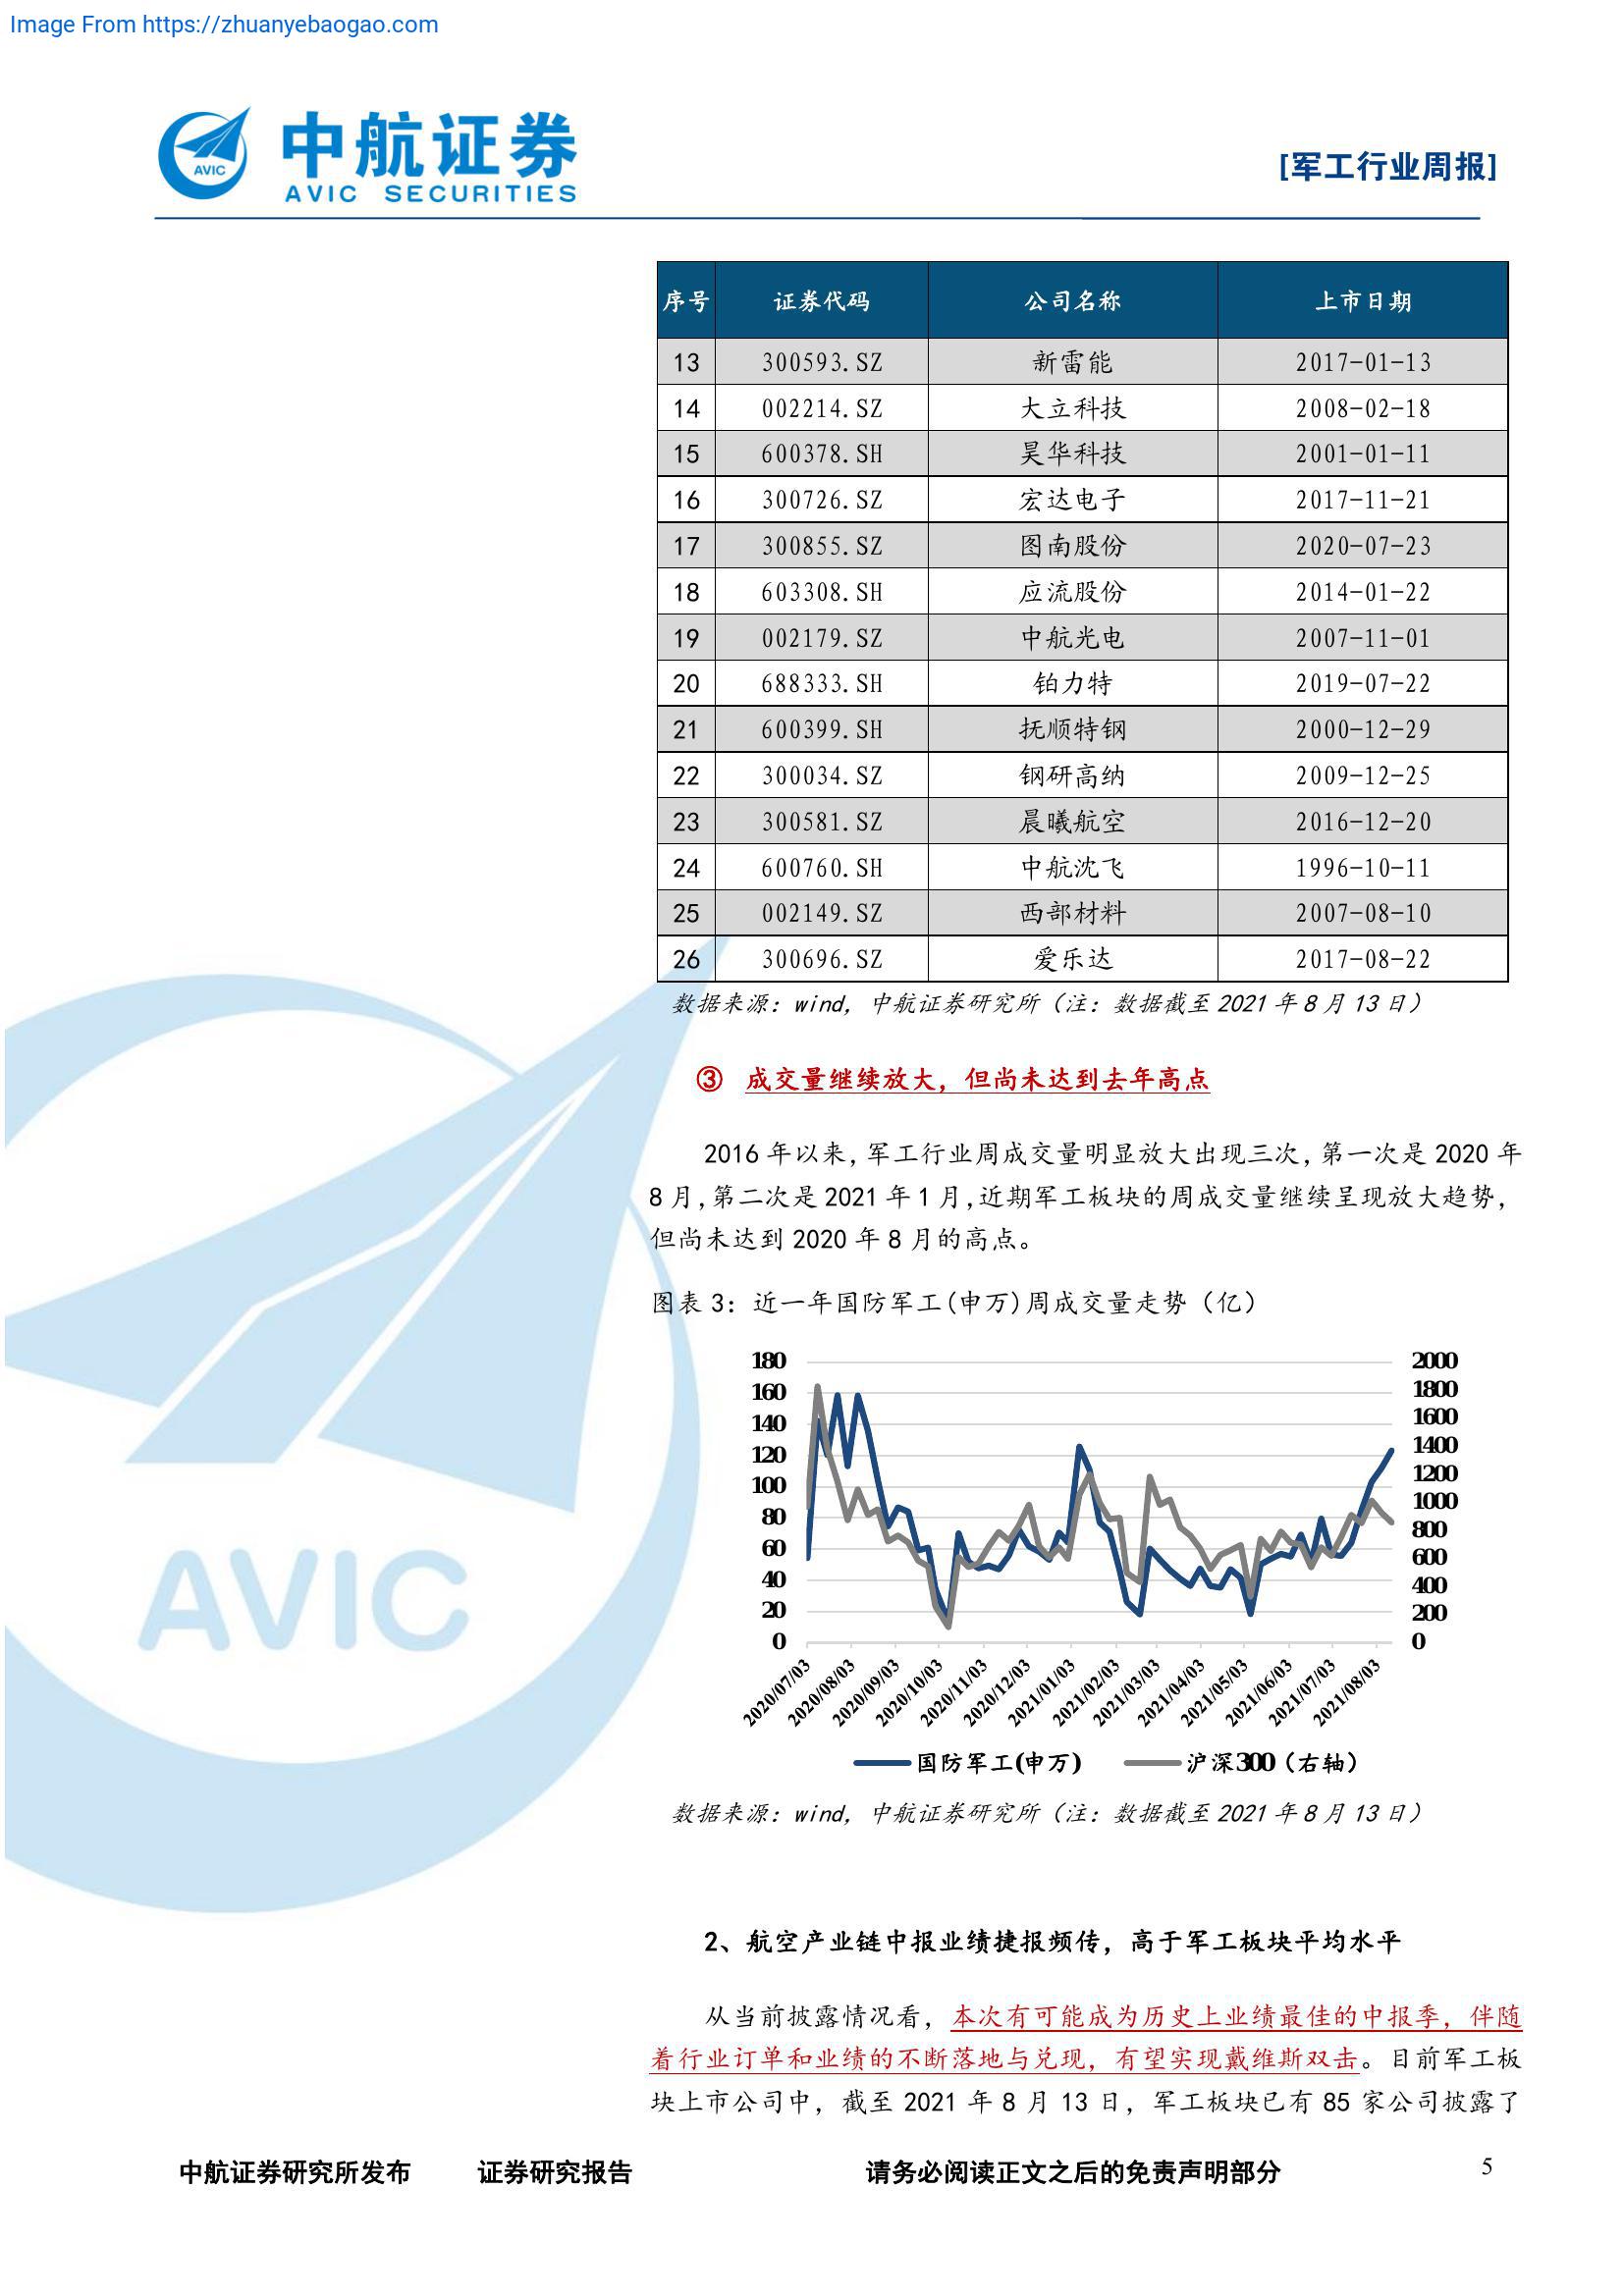 Image From https://zhuanyebaogao.com
AVIC
中航证券
AVIC SECURITIES
[军工行业周报]
序号 证券代码 公司名称 上市日期
13 300593.SZ 新雷能 2017-01-13
14 002214.SZ 大立科技 2008-02-18
15 600378.SH 昊华科技 2001-01-11
16 300726.SZ 宏达电子 2017-11-21
17 300855.SZ 图南股份 2020-07-23
18 603308.SH 应流股份 2014-01-22
19 002179.SZ 中航光电 2007-11-01
20 688333.SH 铂力特 2019-07-22
21 600399.SH 抚顺特钢 2000-12-29
22 300034.SZ 钢研高纳 2009-12-25
23 300581.SZ 晨曦航空 2016-12-20
24 600760.SH 中航沈飞 1996-10-11
25 002149.SZ 西部材料 2007-08-10
26 300696.SZ 爱乐达 2017-08-22
数据来源：wind，中航证券研究所（注：数据截至 2021 年 8 月 13 日）
③ 成交量继续放大，但尚未达到去年高点
2016 年以来，军工行业周成交量明显放大出现三次，第一次是 2020 年
8 月，第二次是 2021 年 1 月，近期军工板块的周成交量继续呈现放大趋势，
但尚未达到 2020 年 8 月的高点。
图表 3：近一年国防军工(申万)周成交量走势（亿）
180 2000
160 1800
140 1600
120 1400
100 1200
80 1000
60 800
40 600
20 400
0 200
0
2020/07/03 2020/08/03 2020/09/03 2020/10/03 2020/11/03 2020/12/03 2021/01/03 2021/02/03 2021/03/03 2021/04/03 2021/05/03 2021/06/03 2021/07/03 2021/08/03
国防军工(申万) 沪深300（右轴）
数据来源：wind，中航证券研究所（注：数据截至 2021 年 8 月 13 日）
AVIC
2、航空产业链中报业绩捷报频传，高于军工板块平均水平
从当前披露情况看，本次有可能成为历史上业绩最佳的中报季，伴随
着行业订单和业绩的不断落地与兑现，有望实现戴维斯双击。目前军工板
块上市公司中，截至 2021 年 8 月 13 日，军工板块已有 85 家公司披露了
中航证券研究所发布 证券研究报告 请务必阅读正文之后的免责声明部分 5